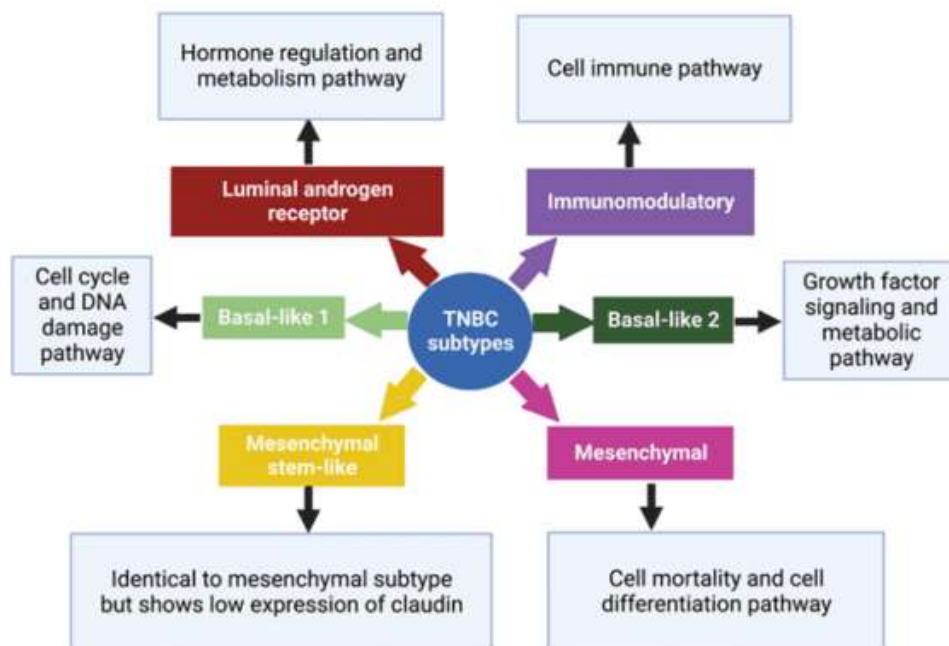 Hormone regulation and
metabolism pathway
Cell immune pathway
Luminal androgen
receptor
Immunomodulatory
Cell cycle
and DNA
damage
pathway
Basal-like 1
TNBC
subtypes
Basal-like 2
Growth factor
signaling and
metabolic
pathway
Mesenchymal
stem-like
Mesenchymal
Identical to mesenchymal subtype
but shows low expression of claudin
Cell mortality and cell
differentiation pathway